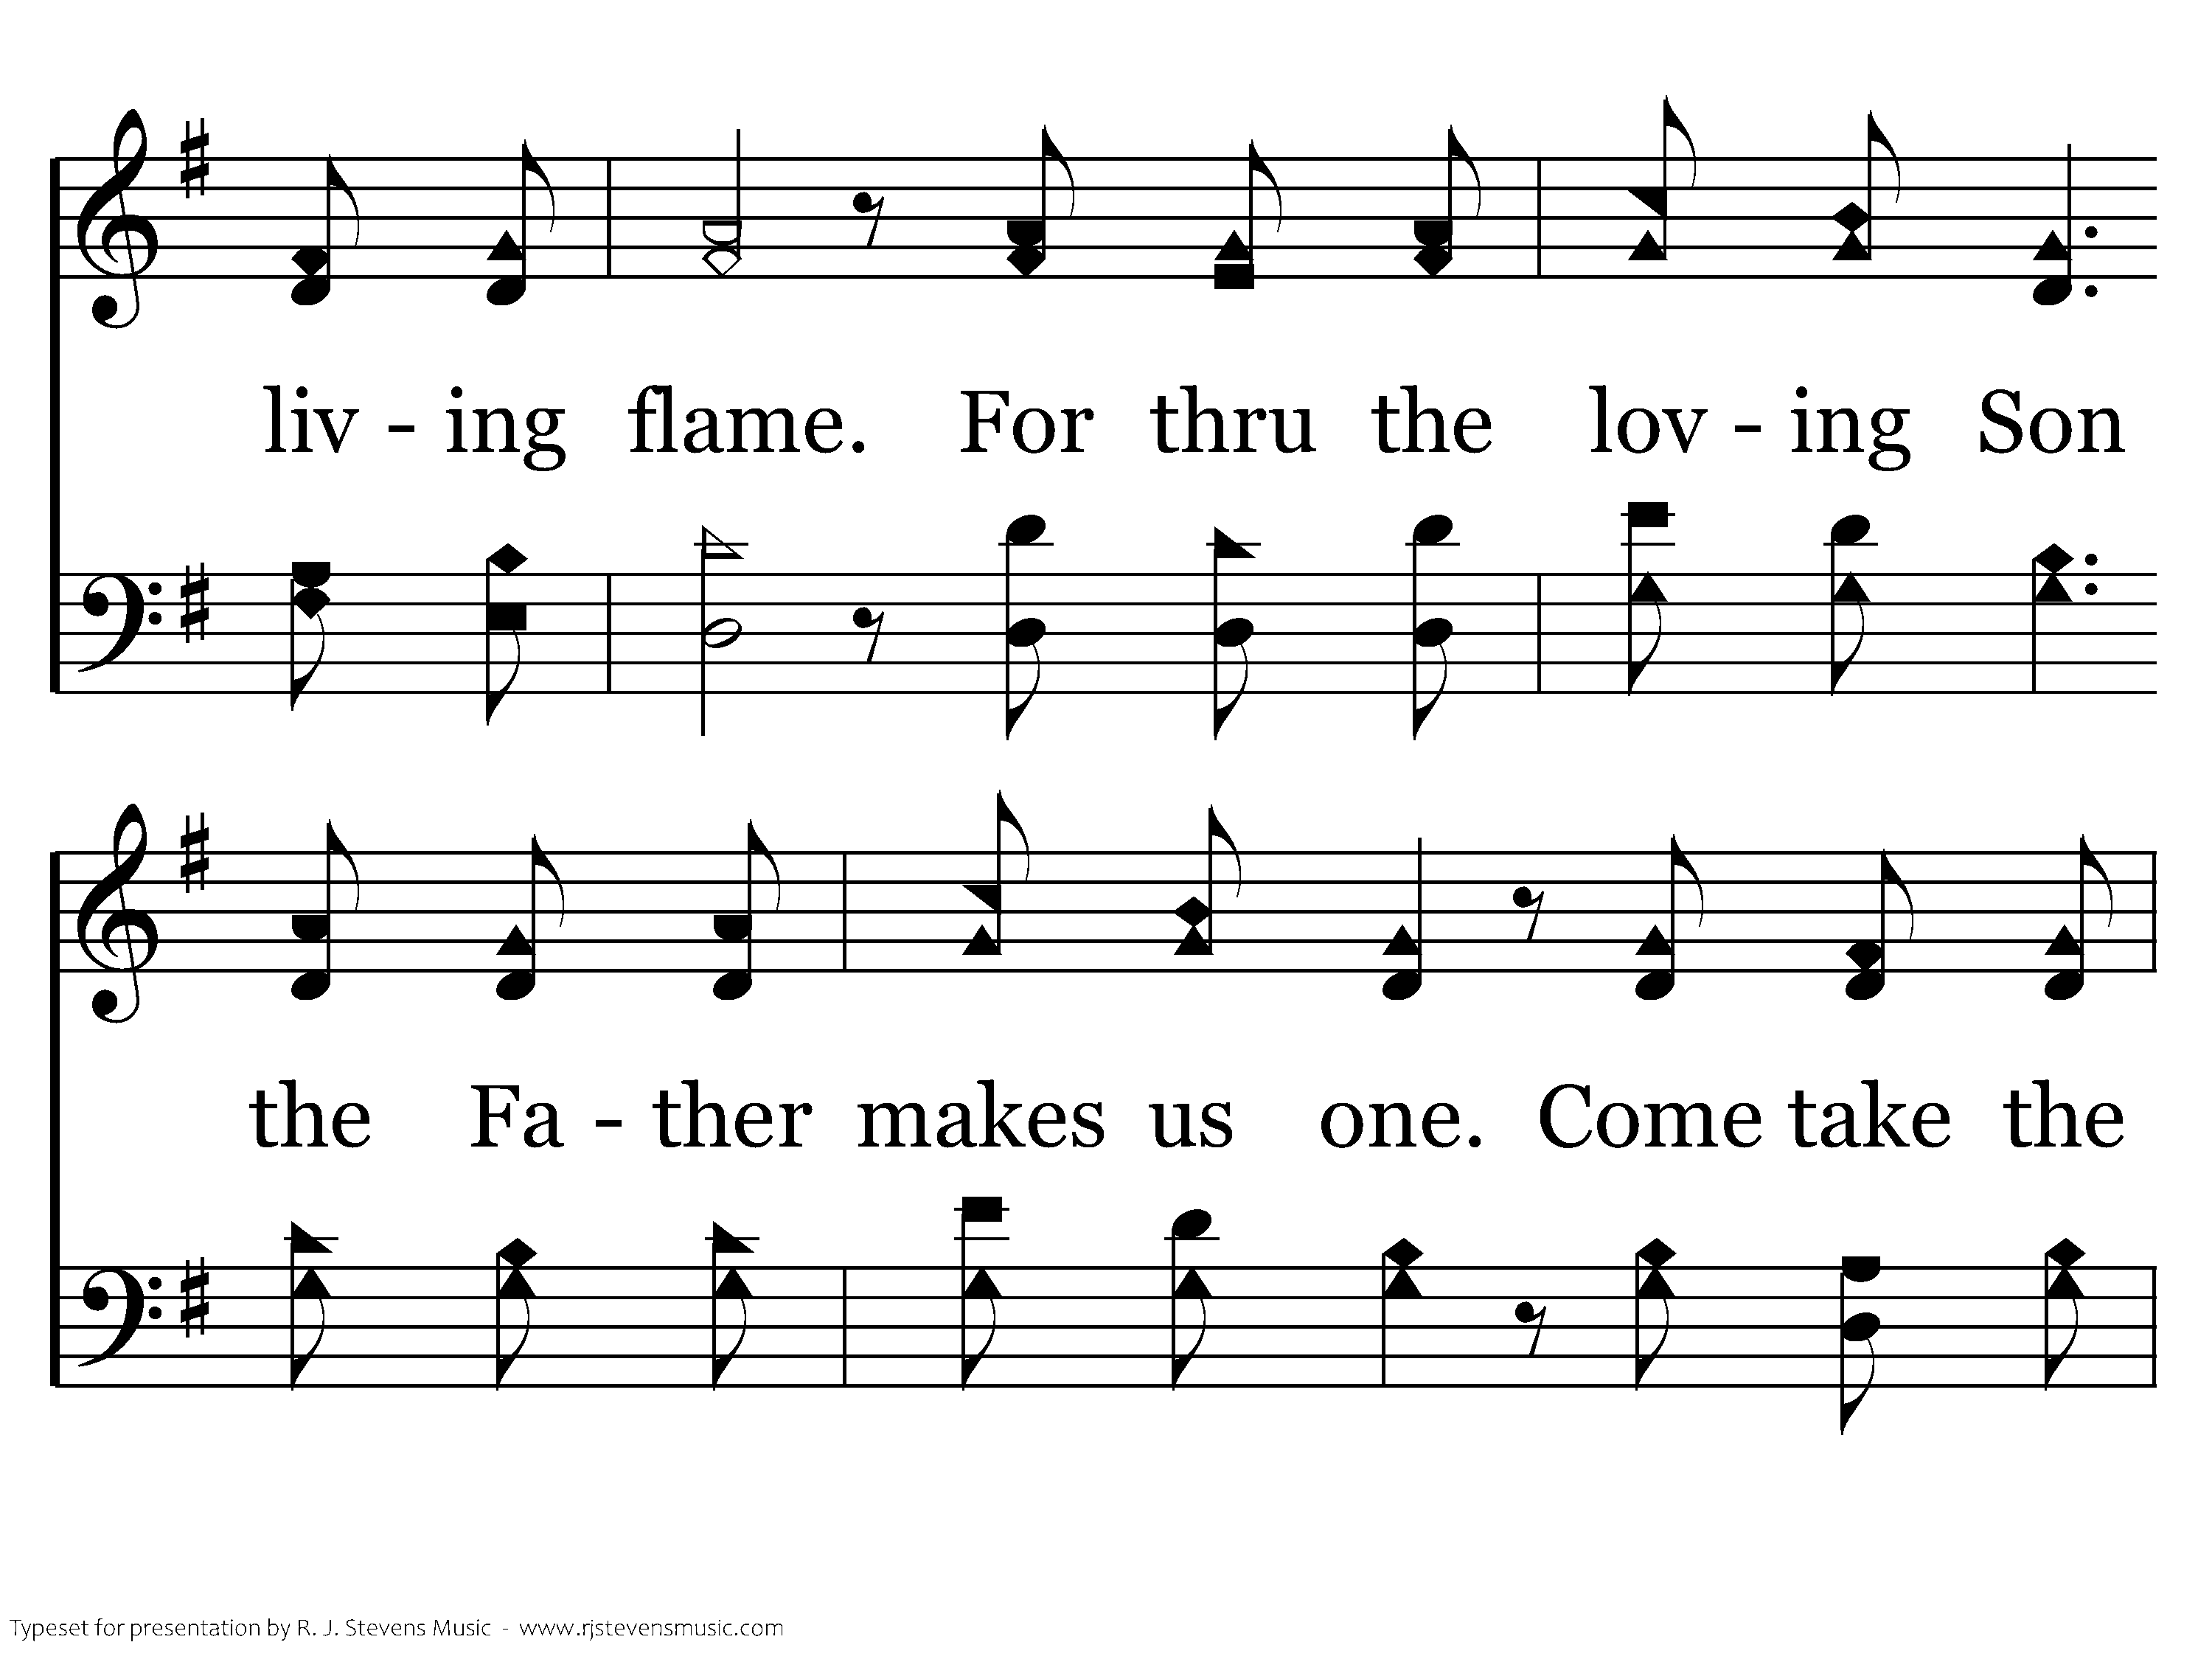 liv - ing flame. For thru the lov - ing Son
the Fa - ther makes us one. Come take the
Typeset for presentation by R. J. Stevens Music - www.rjstevensmusic.com